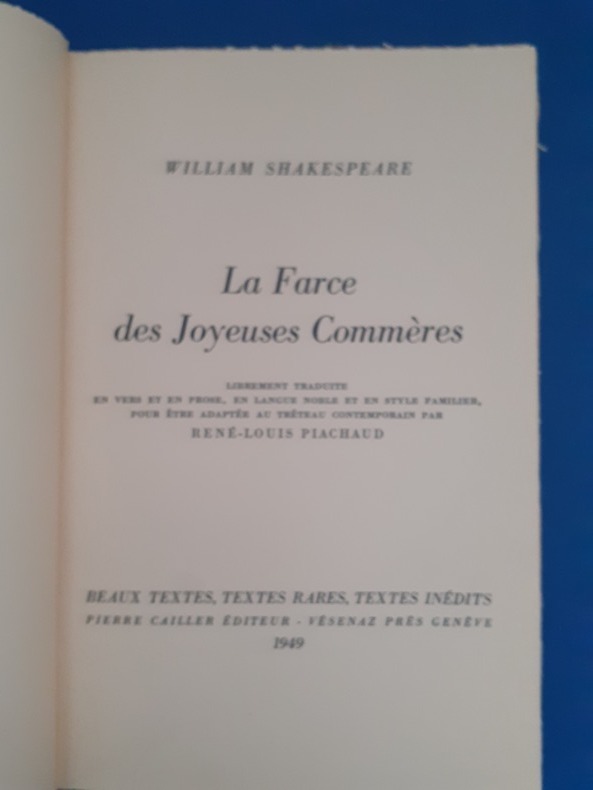 WILLIAM SHAKESPEARE
La Farce
des Joyeuses Commères
LIBREMENT TRADUITE
EN VERS ET EN PROSE, EN LANGUE NOBLE ET EN STYLE FAMILIER,
POUR ÊTRE ADAPTÉE AU TRÉTEAU CONTEMPORAIN PAR
RENÉ-LOUIS PIACHAUD
BEAUX TEXTES, TEXTES RARES, TEXTES INÉDITS
PIERRE CAILLER ÉDITEUR - VÉSENAZ PRÈS GENÈVE
1949